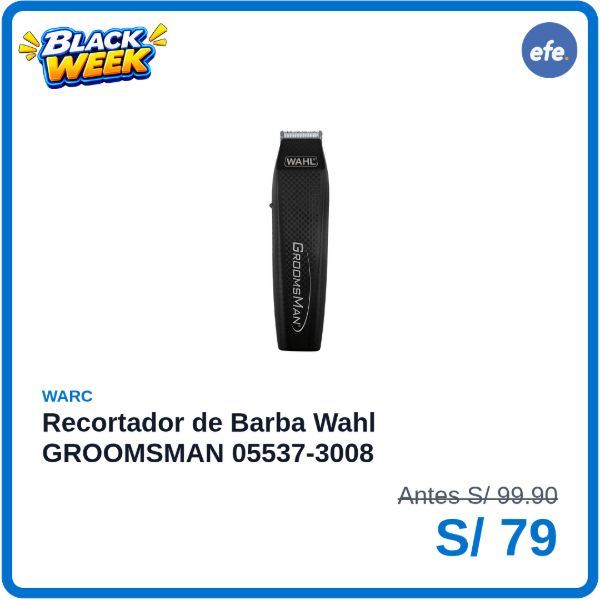 BLACK
WEEK
efe.
WAHL
GROOMSMAN
WARC
Recortador de Barba Wahl
GROOMSMAN 05537-3008
Antes S/ 99.90
S/ 79